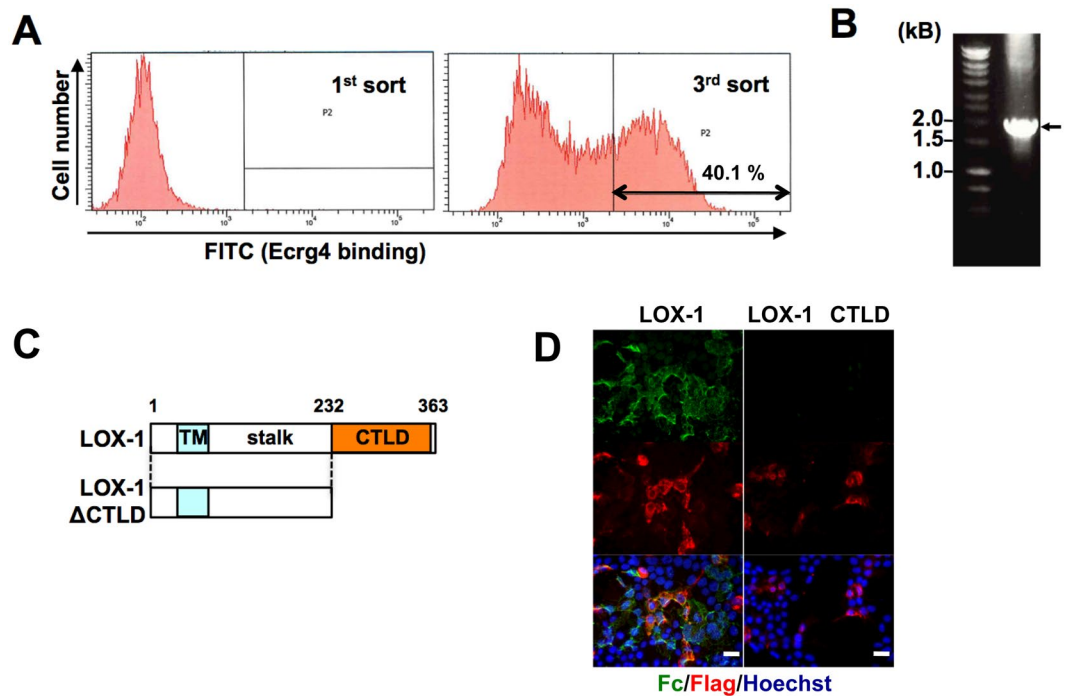 A
1st sort
P2
3rd sort
P2
40.1 %
Cell number
10^2 10^3 10^4 10^5
10^2 10^3 10^4 10^5
FITC (Ecrg4 binding)
B
(kB)
2.0
1.5
1.0
C
1 232 363
LOX-1 TM stalk CTLD
LOX-1
ΔCTLD
D
LOX-1 LOX-1 CTLD
Fc/Flag/Hoechst